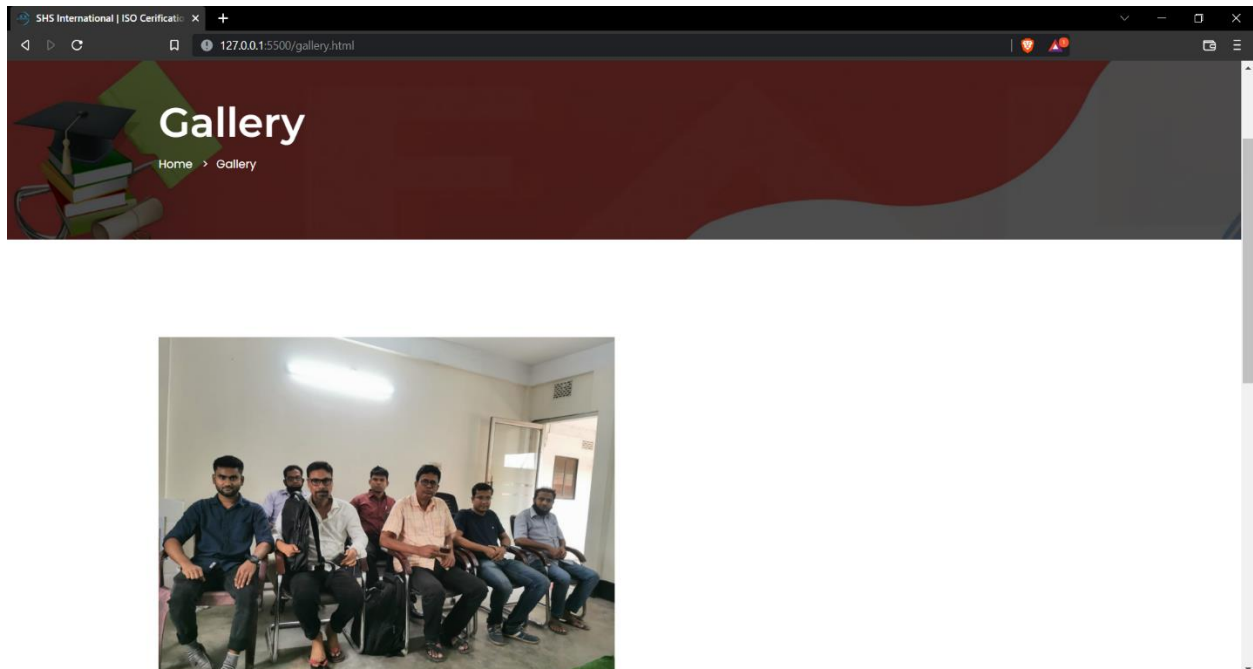 SHS International | ISO Cerificatio
127.0.0.1:5500/gallery.html
Gallery
Home > Gallery